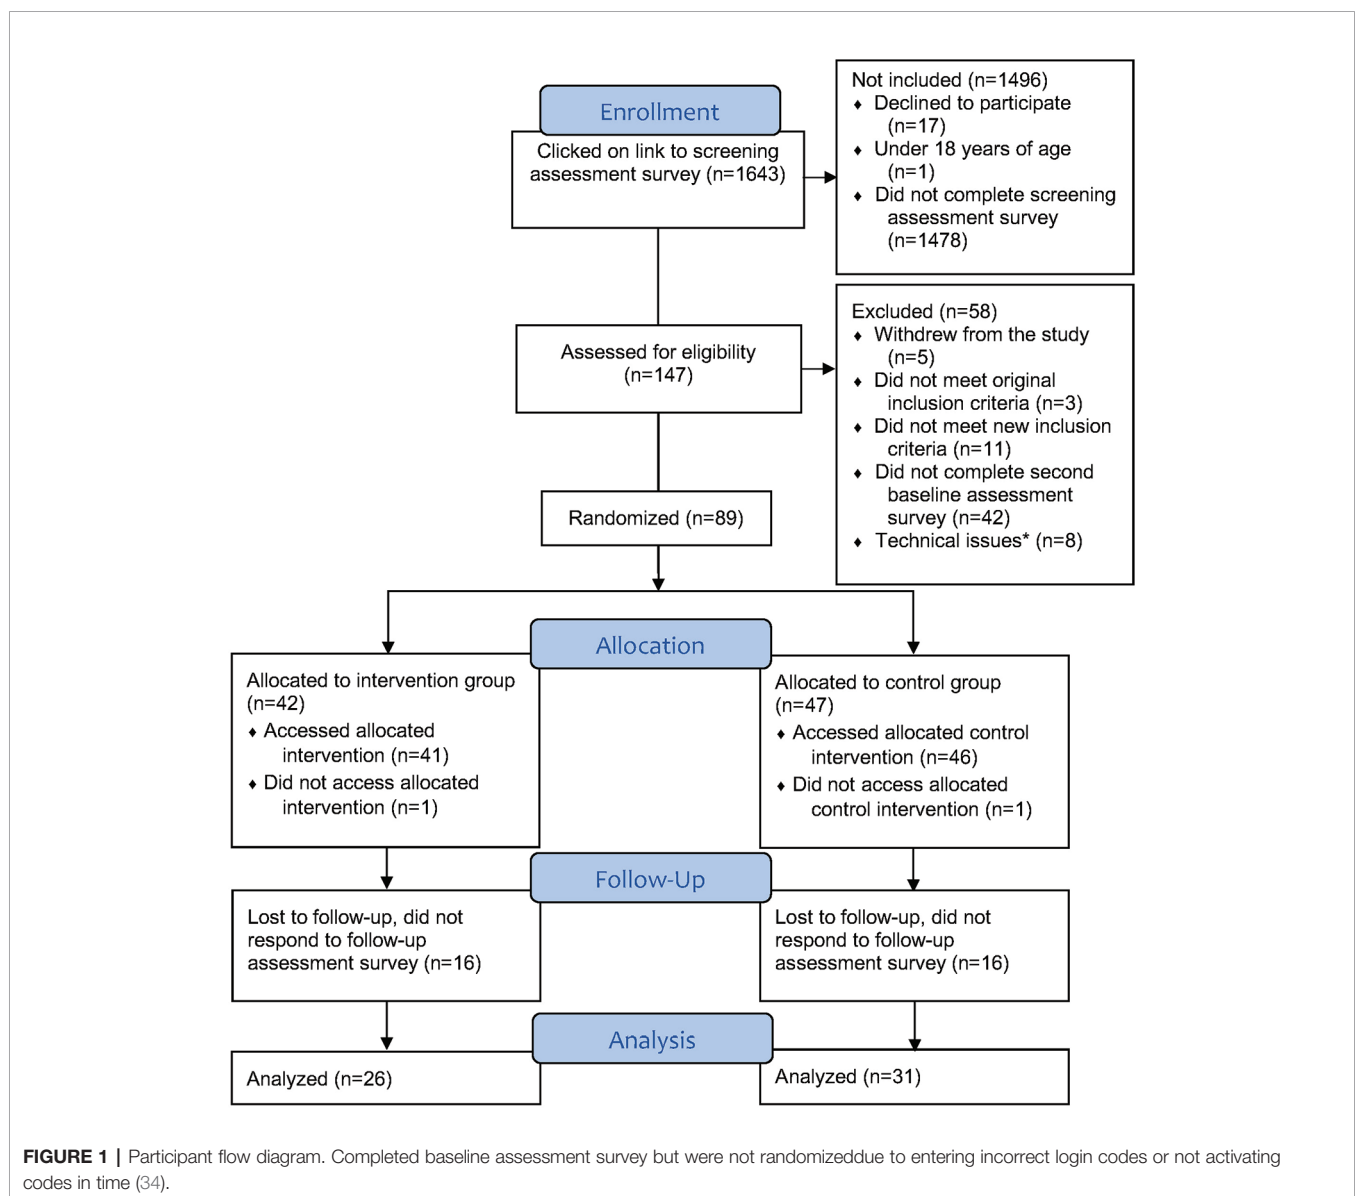 Enrollment
Clicked on link to screening
assessment survey (n=1643)
Not included (n=1496)
♦ Declined to participate
(n=17)
♦ Under 18 years of age
(n=1)
♦ Did not complete screening
assessment survey
(n=1478)
Assessed for eligibility
(n=147)
Excluded (n=58)
♦ Withdrew from the study
(n=5)
♦ Did not meet original
inclusion criteria (n=3)
♦ Did not meet new inclusion
criteria (n=11)
♦ Did not complete second
baseline assessment
survey (n=42)
♦ Technical issues* (n=8)
Randomized (n=89)
Allocation
Allocated to intervention group
(n=42)
♦ Accessed allocated
intervention (n=41)
♦ Did not access allocated
intervention (n=1)
Allocated to control group
(n=47)
♦ Accessed allocated control
intervention (n=46)
♦ Did not access allocated
control intervention (n=1)
Follow-Up
Lost to follow-up, did not
respond to follow-up
assessment survey (n=16)
Lost to follow-up, did not
respond to follow-up
assessment survey (n=16)
Analysis
Analyzed (n=26)
Analyzed (n=31)
FIGURE 1 | Participant flow diagram. Completed baseline assessment survey but were not randomizeddue to entering incorrect login codes or not activating
codes in time (34).